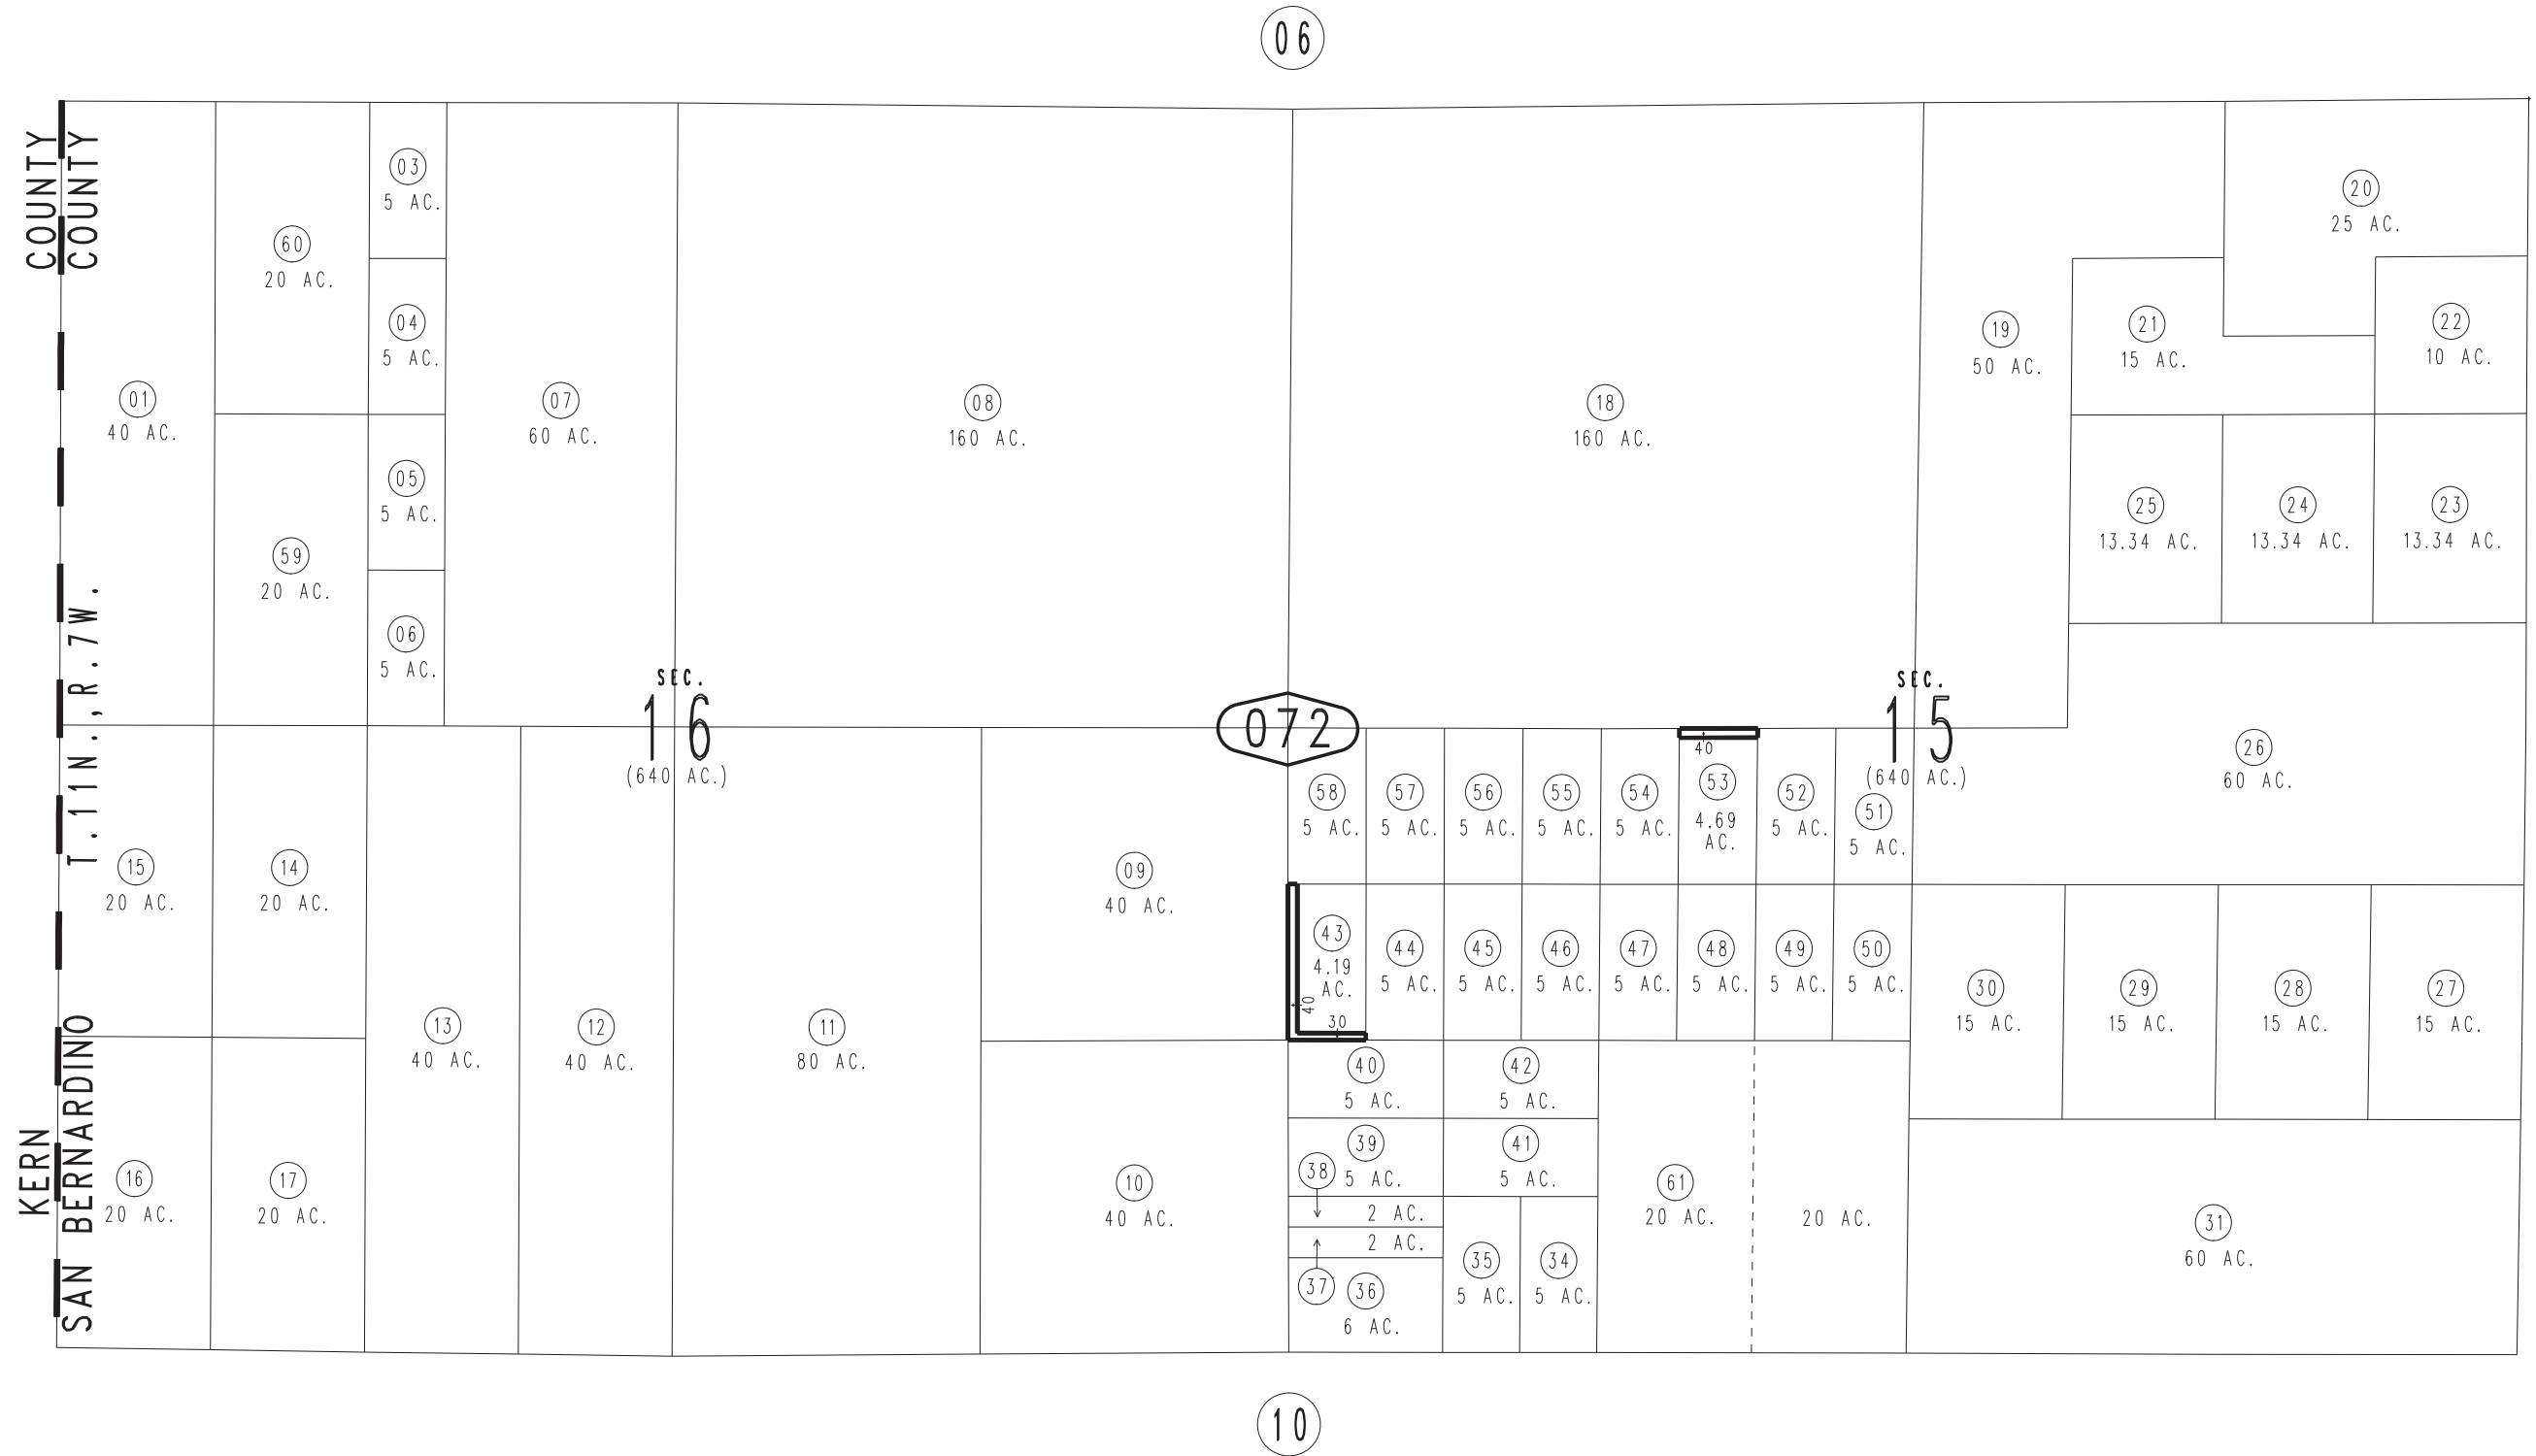 06
COUNTY
COUNTY
KERN
SAN BERNARDINO
T.11N.,R.7W.
01
40 AC.
60
20 AC.
59
20 AC.
03
5 AC.
04
5 AC.
05
5 AC.
06
5 AC.
07
60 AC.
08
160 AC.
18
160 AC.
19
50 AC.
20
25 AC.
21
15 AC.
22
10 AC.
25
13.34 AC.
24
13.34 AC.
23
13.34 AC.
SEC.
16
(640 AC.)
072
SEC.
15
(640 AC.)
26
60 AC.
15
20 AC.
14
20 AC.
16
20 AC.
17
20 AC.
13
40 AC.
12
40 AC.
11
80 AC.
09
40 AC.
10
40 AC.
58
5 AC.
57
5 AC.
56
5 AC.
55
5 AC.
54
5 AC.
40
53
4.69
AC.
52
5 AC.
51
5 AC.
43
4.19
AC.
40
30
44
5 AC.
45
5 AC.
46
5 AC.
47
5 AC.
48
5 AC.
49
5 AC.
50
5 AC.
30
15 AC.
29
15 AC.
28
15 AC.
27
15 AC.
40
5 AC.
42
5 AC.
39
5 AC.
41
5 AC.
38
2 AC.
2 AC.
37
36
6 AC.
35
5 AC.
34
5 AC.
61
20 AC.
20 AC.
31
60 AC.
10